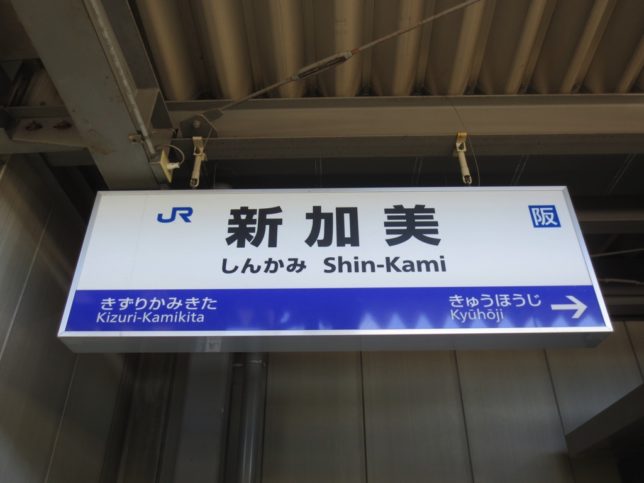 JR 新加美 阪
しんかみ Shin-Kami
きずりかみきた きゅうほうじ →
Kizuri-Kamikita Kyūhōji